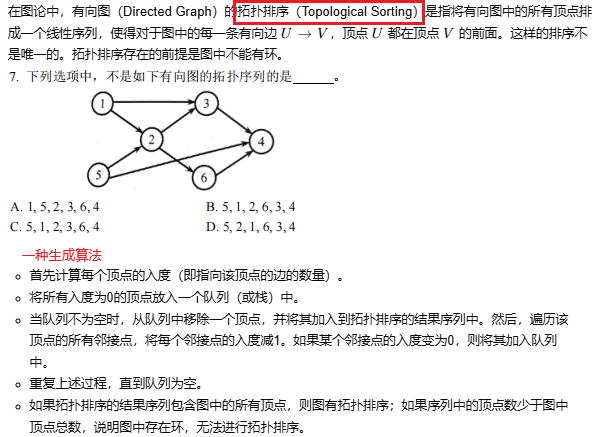 在图论中，有向图（Directed Graph）的拓扑排序（Topological Sorting）是指将有向图中的所有顶点排
成一个线性序列，使得对于图中的每一条有向边 U → V，顶点 U 都在顶点 V 的前面。这样的排序不
是唯一的。拓扑排序存在的前提是图中不能有环。
7. 下列选项中，不是如下有向图的拓扑序列的是______。
1
3
2
4
5
6
A. 1, 5, 2, 3, 6, 4
B. 5, 1, 2, 6, 3, 4
C. 5, 1, 2, 3, 6, 4
D. 5, 2, 1, 6, 3, 4
一种生成算法
首先计算每个顶点的入度（即指向该顶点的边的数量）。
将所有入度为0的顶点放入一个队列（或栈）中。
当队列不为空时，从队列中移除一个顶点，并将其加入到拓扑排序的结果序列中。然后，遍历该
顶点的所有邻接点，将每个邻接点的入度减1。如果某个邻接点的入度变为0，则将其加入队列
中。
重复上述过程，直到队列为空。
如果拓扑排序的结果序列包含图中的所有顶点，则图有拓扑排序；如果序列中的顶点数少于图中
顶点总数，说明图中存在环，无法进行拓扑排序。